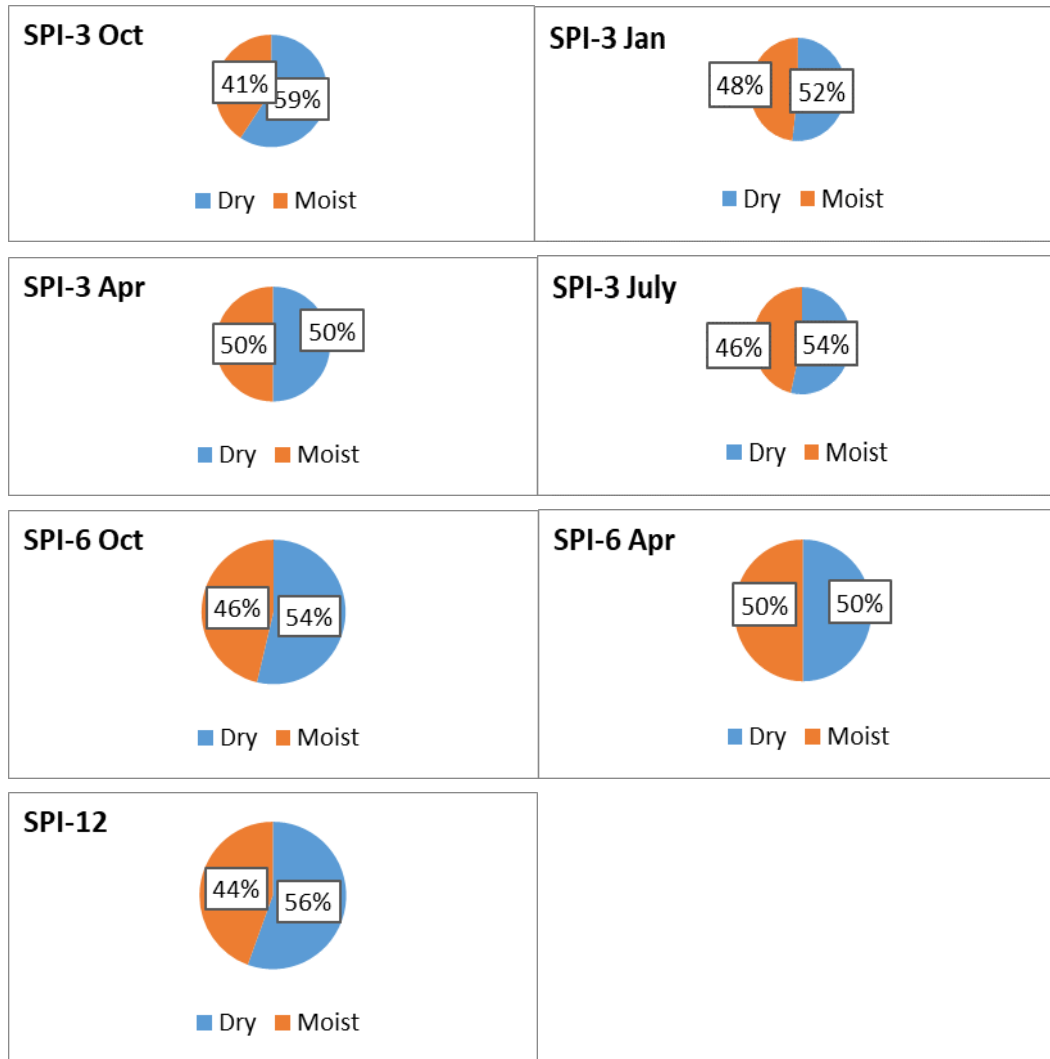 SPI-3 Oct
41%
59%
Dry Moist
SPI-3 Jan
48%
52%
Dry Moist
SPI-3 Apr
50%
50%
Dry Moist
SPI-3 July
46%
54%
Dry Moist
SPI-6 Oct
46%
54%
Dry Moist
SPI-6 Apr
50%
50%
Dry Moist
SPI-12
44%
56%
Dry Moist